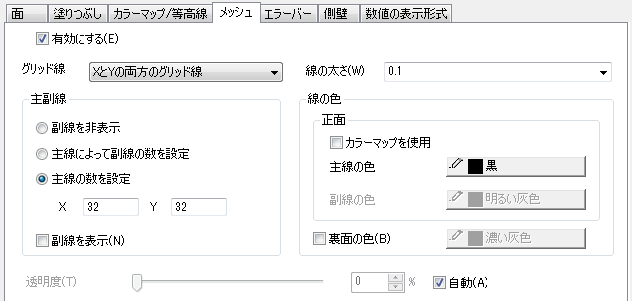 面 塗りつぶし カラーマップ/等高線 メッシュ エラーバー 側壁 数値の表示形式
有効にする(E)
グリッド線 XとYの両方のグリッド線 線の太さ(W) 0.1
主副線
副線を非表示
主線によって副線の数を設定
主線の数を設定
X 32 Y 32
副線を表示(N)
線の色
正面
カラーマップを使用
主線の色 黒
副線の色 明るい灰色
裏面の色(B) 濃い灰色
透明度(T) 0 % 自動(A)